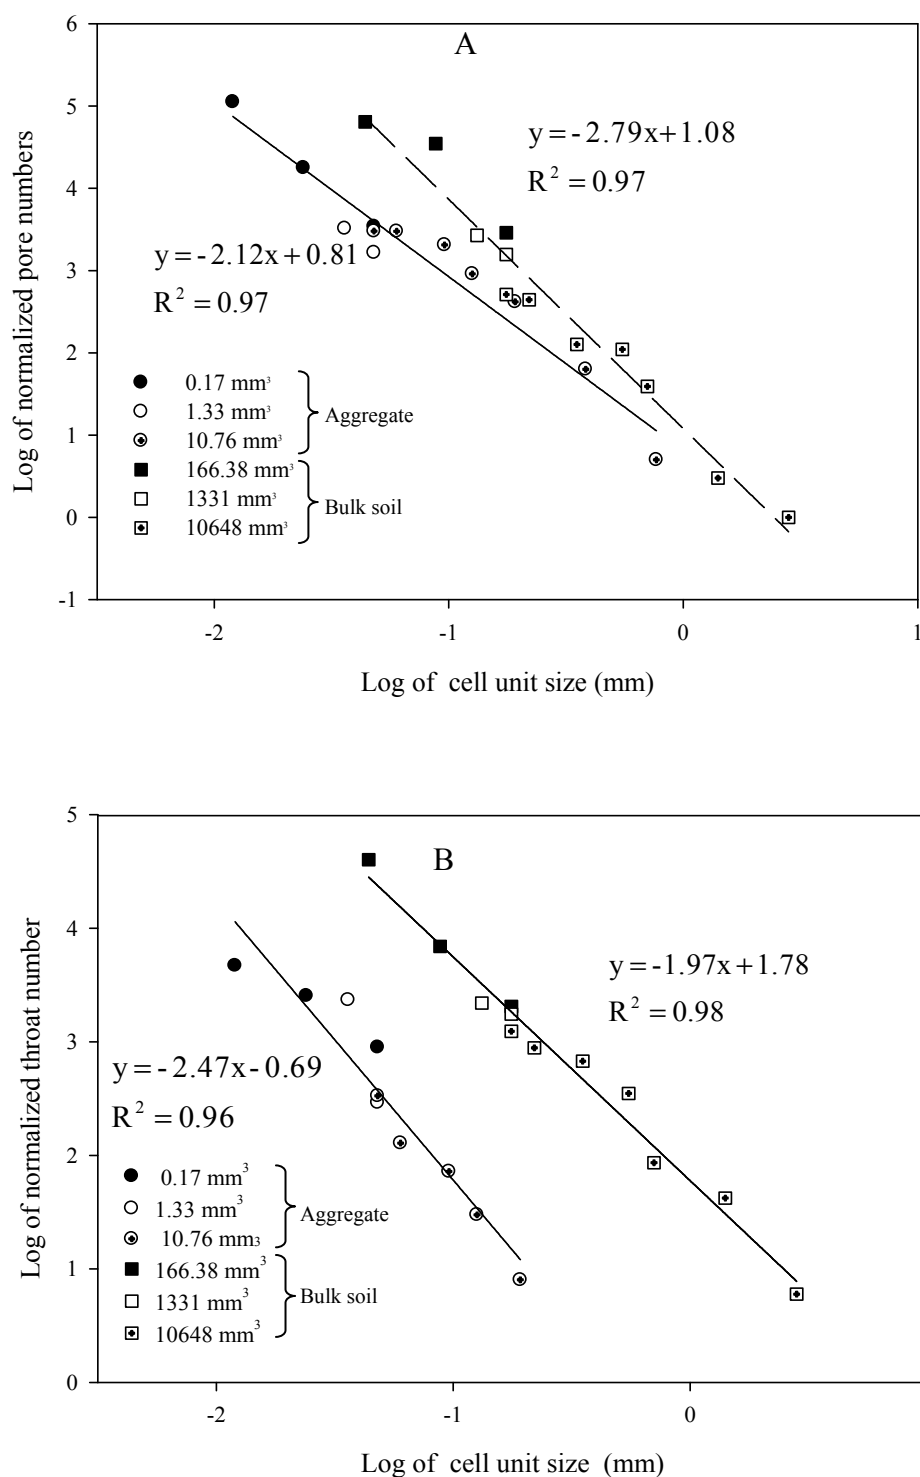 A
6
5
4
3
2
1
0
-1
Log of normalized pore numbers
y = -2.79x+1.08
R² = 0.97
y = -2.12x + 0.81
R² = 0.97
0.17 mm³
1.33 mm³
10.76 mm³
Aggregate
166.38 mm³
1331 mm³
10648 mm³
Bulk soil
-2 -1 0 1
Log of cell unit size (mm)
B
5
4
3
2
1
0
Log of normalized throat number
y = -1.97x + 1.78
R² = 0.98
y = -2.47x - 0.69
R² = 0.96
0.17 mm³
1.33 mm³
10.76 mm³
Aggregate
166.38 mm³
1331 mm³
10648 mm³
Bulk soil
-2 -1 0
Log of cell unit size (mm)